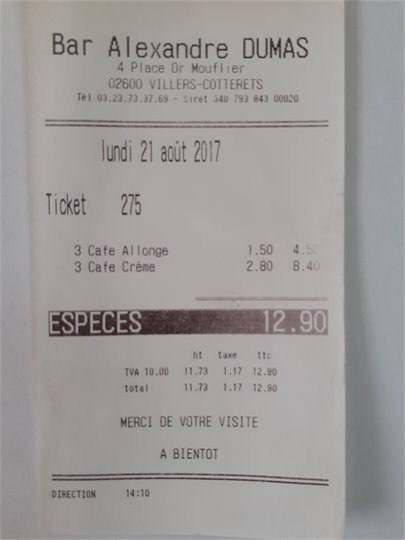 Bar Alexandre DUMAS
4 Place Dr Mouflier
02600 VILLERS-COTTERETS
Tél 03.23.73.37.69 - Siret 340 793 843 00020
lundi 21 août 2017
Ticket 275
3 Cafe Allonge 1.50 4.50
3 Cafe Crème 2.80 8.40
ESPECES 12.90
ht taxe ttc
TVA 10.00 11.73 1.17 12.90
total 11.73 1.17 12.90
MERCI DE VOTRE VISITE
A BIENTOT
DIRECTION 14:10